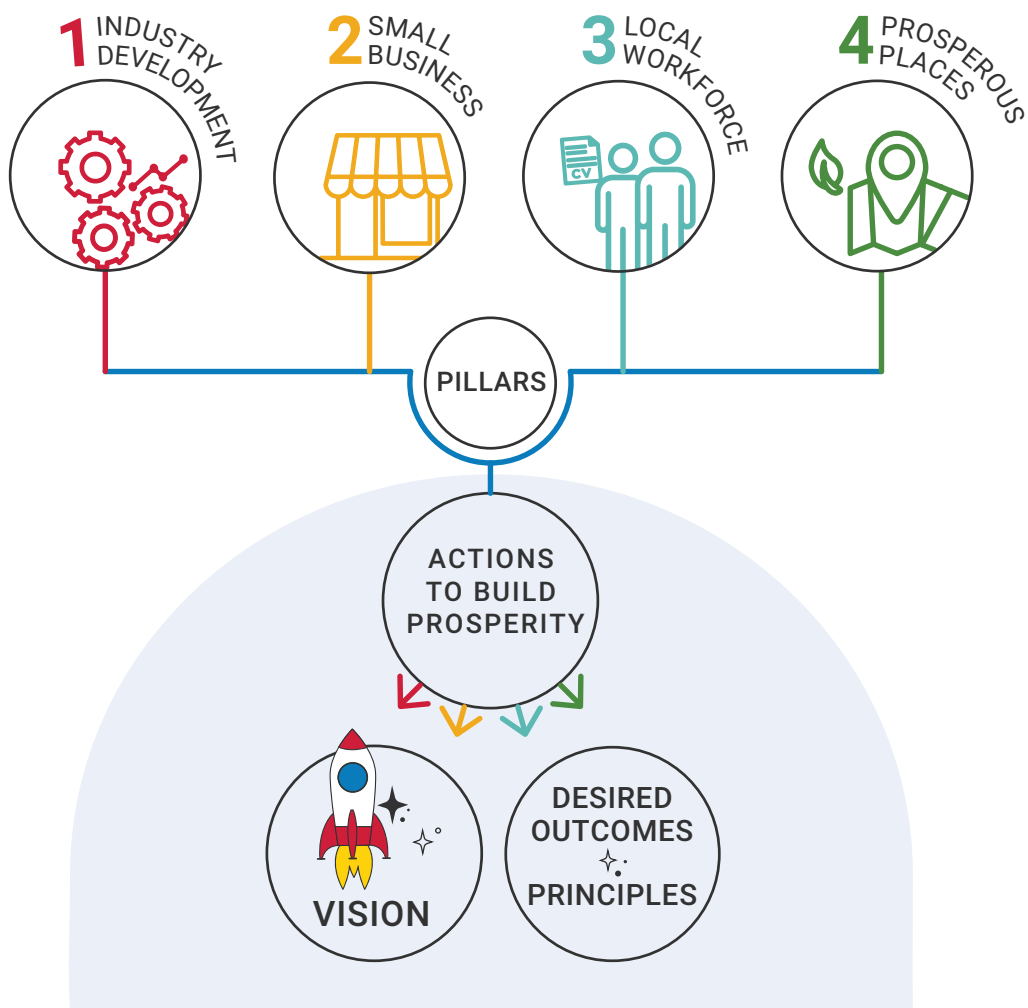 1 INDUSTRY
DEVELOPMENT
2 SMALL
BUSINESS
3 LOCAL
WORKFORCE
4 PROSPEROUS
PLACES
CV
PILLARS
ACTIONS
TO BUILD
PROSPERITY
VISION
DESIRED
OUTCOMES
PRINCIPLES